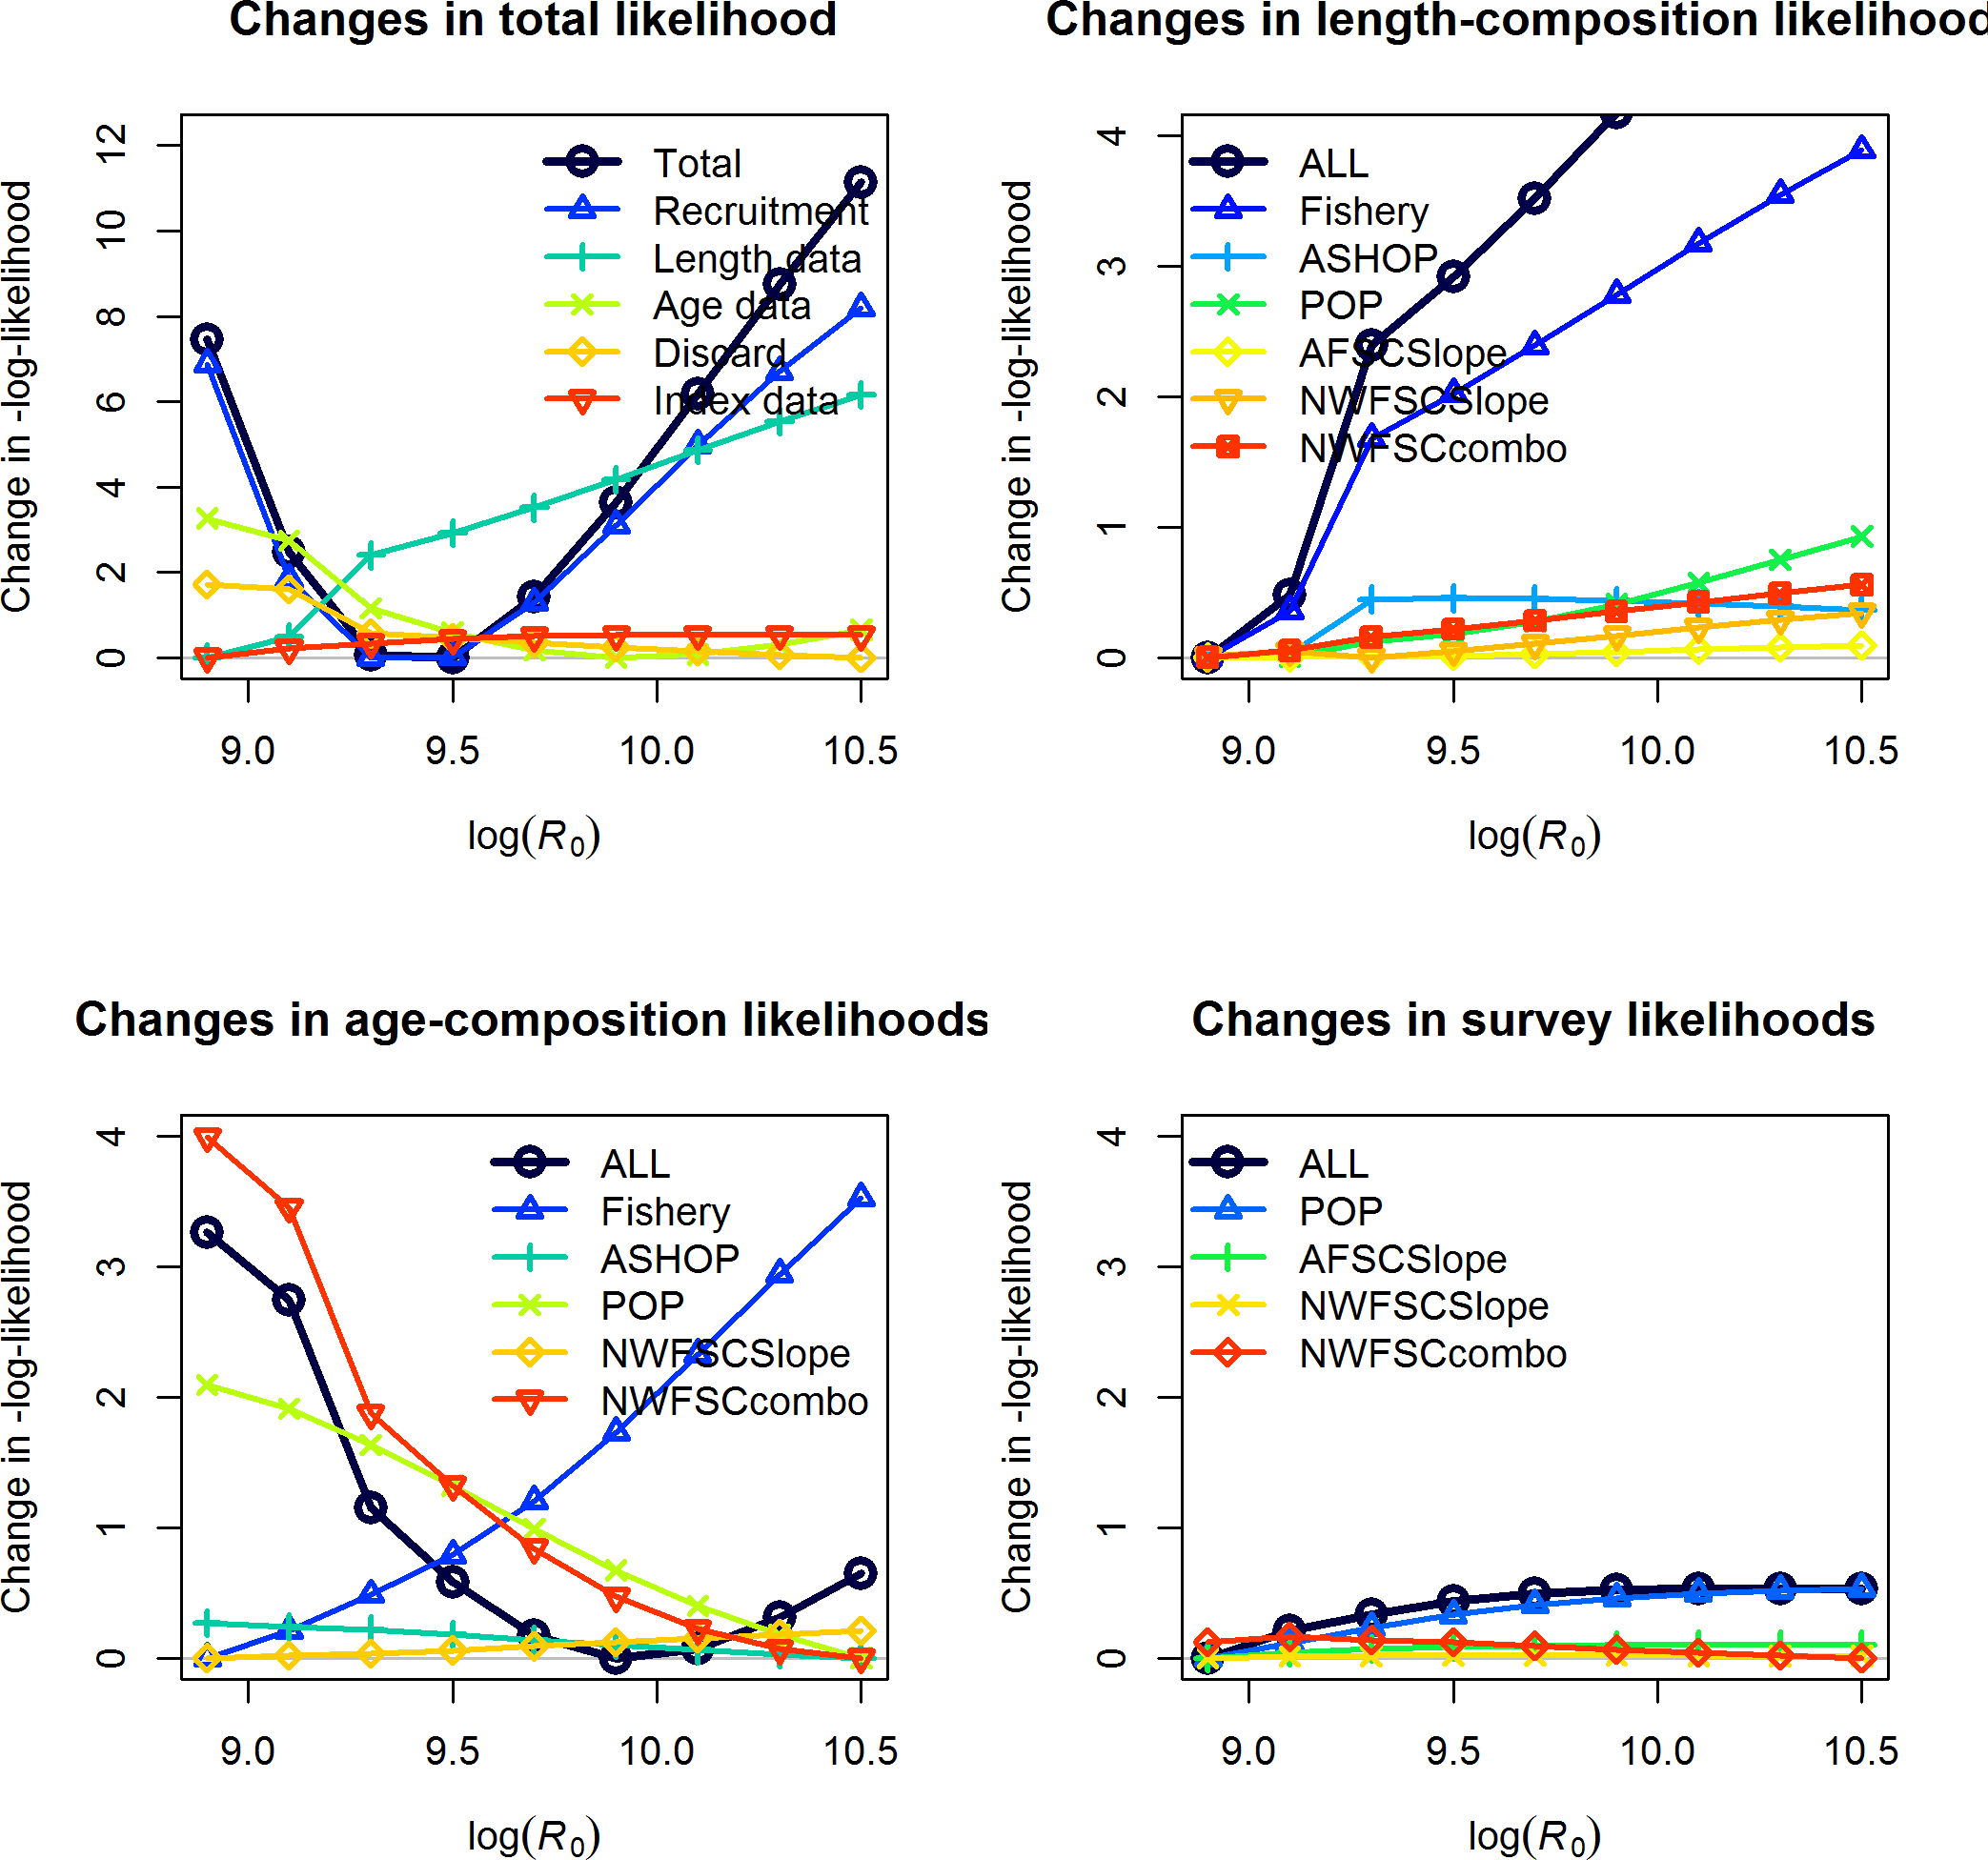 Changes in total likelihood
Change in -log-likelihood
12
10
8
6
4
2
0
Total
Recruitment
Length data
Age data
Discard
Index data
9.0 9.5 10.0 10.5
log(R0)
Changes in length-composition likelihood
Change in -log-likelihood
4
3
2
1
0
ALL
Fishery
ASHOP
POP
AFSCSlope
NWFSCSlope
NWFSCcombo
9.0 9.5 10.0 10.5
log(R0)
Changes in age-composition likelihoods
Change in -log-likelihood
4
3
2
1
0
ALL
Fishery
ASHOP
POP
NWFSCSlope
NWFSCcombo
9.0 9.5 10.0 10.5
log(R0)
Changes in survey likelihoods
Change in -log-likelihood
4
3
2
1
0
ALL
POP
AFSCSlope
NWFSCSlope
NWFSCcombo
9.0 9.5 10.0 10.5
log(R0)